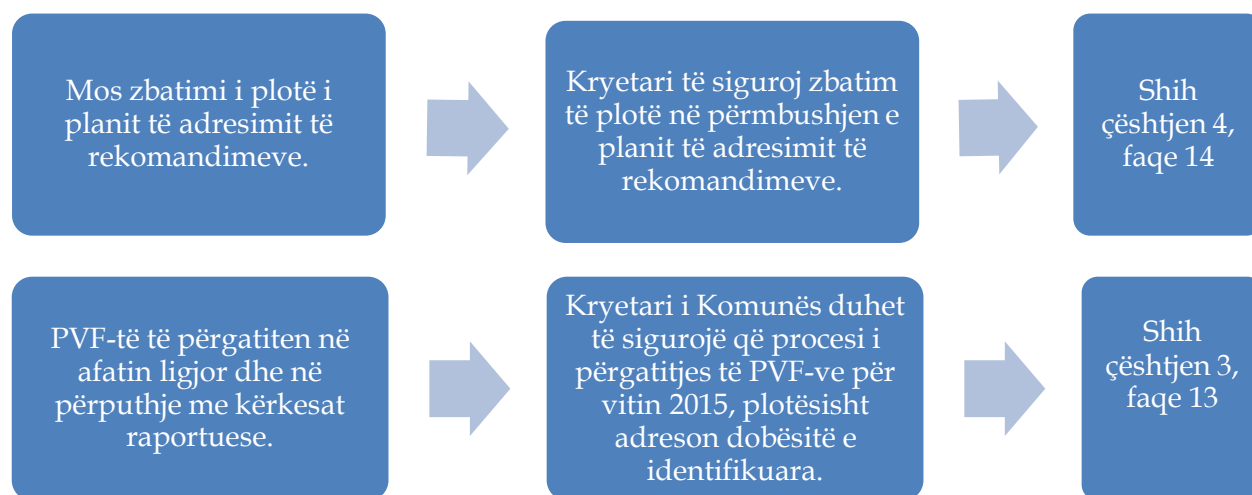 Mos zbatimi i plotë i
planit të adresimit të
rekomandimeve.
Kryetari të siguroj zbatim
të plotë në përmbushjen e
planit të adresimit të
rekomandimeve.
Shih
çështjen 4,
faqe 14
PVF-të të përgatiten në
afatin ligjor dhe në
përputhje me kërkesat
raportuese.
Kryetari i Komunës duhet
të sigurojë që procesi i
përgatitjes të PVF-ve për
vitin 2015, plotësisht
adreson dobësitë e
identifikuara.
Shih
çështjen 3,
faqe 13